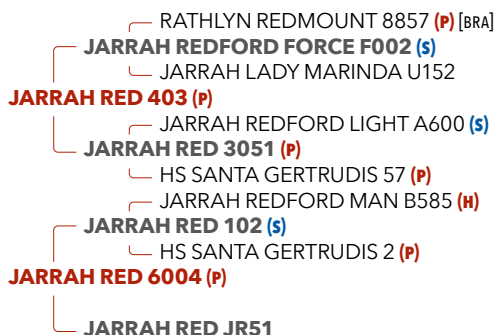 RATHLYN REDMOUNT 8857 (P) [BRA]
JARRAH REDFORD FORCE F002 (S)
JARRAH LADY MARINDA U152
JARRAH RED 403 (P)
JARRAH REDFORD LIGHT A600 (S)
JARRAH RED 3051 (P)
HS SANTA GERTRUDIS 57 (P)
JARRAH REDFORD MAN B585 (H)
JARRAH RED 102 (S)
HS SANTA GERTRUDIS 2 (P)
JARRAH RED 6004 (P)
JARRAH RED JR51